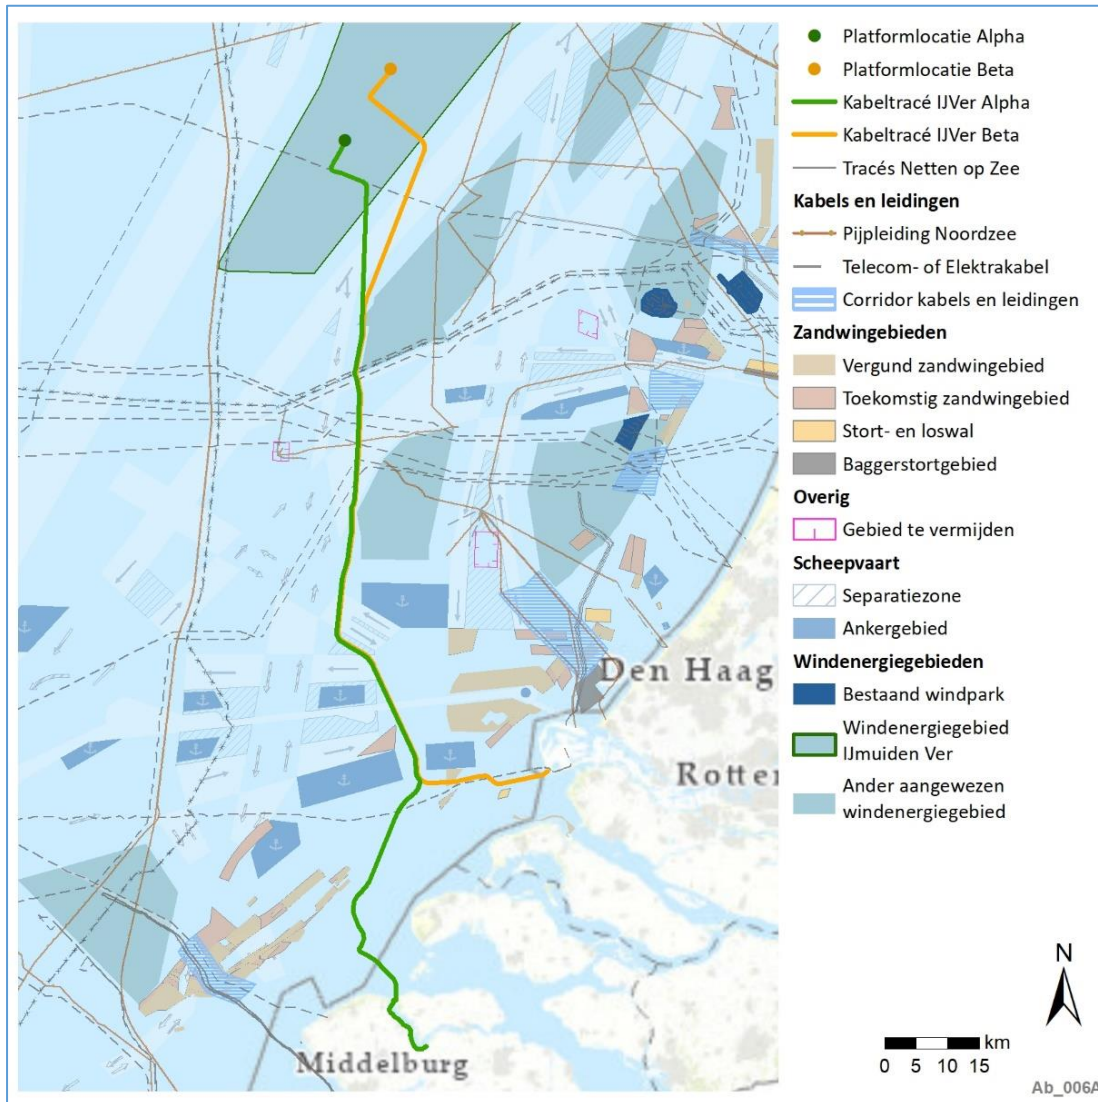 Platformlocatie Alpha
Platformlocatie Beta
Kabeltracé IJVer Alpha
Kabeltracé IJVer Beta
Tracés Netten op Zee
Kabels en leidingen
Pijpleiding Noordzee
Telecom- of Elektrakabel
Corridor kabels en leidingen
Zandwingebieden
Vergund zandwingebied
Toekomstig zandwingebied
Stort- en loswal
Baggerstortgebied
Overig
Gebied te vermijden
Scheepvaart
Separatiezone
Ankergebied
Windenergiegebieden
Bestaand windpark
Windenergiegebied
IJmuiden Ver
Ander aangewezen
windenergiegebied
Den Haag
Rotter
Middelburg
N
km
0 5 10 15
Ab_006A